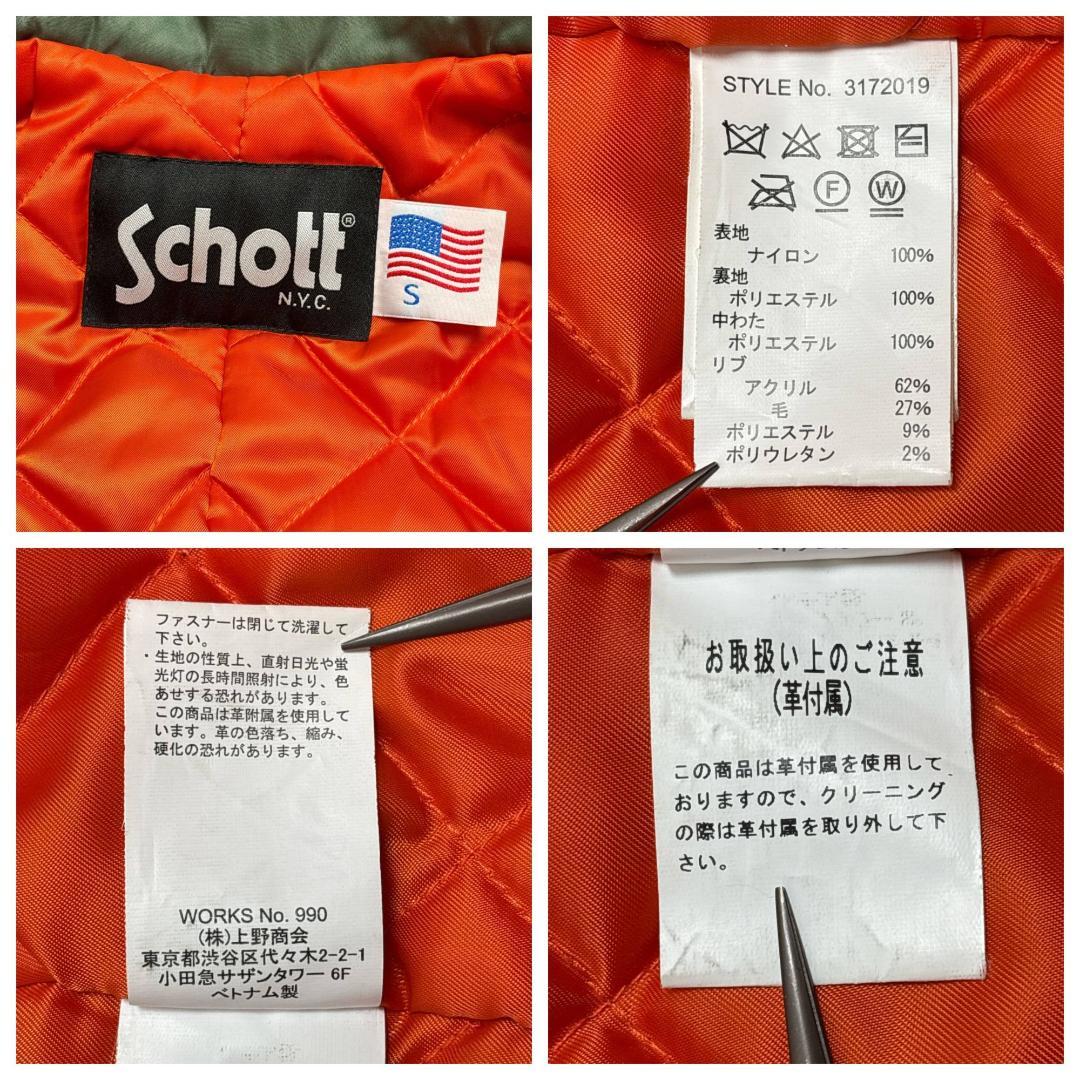 Schott®
N.Y.C.
S
STYLE No. 3172019
F W
表地
ナイロン 100%
裏地
ポリエステル 100%
中わた
ポリエステル 100%
リブ
アクリル 62%
毛 27%
ポリエステル 9%
ポリウレタン 2%
ファスナーは閉じて洗濯して
下さい。
・生地の性質上、直射日光や蛍
光灯の長時間照射により、色
あせする恐れがあります。
この商品は革附属を使用して
います。革の色落ち、縮み、
硬化の恐れがあります。
WORKS No. 990
(株)上野商会
東京都渋谷区代々木2-2-1
小田急サザンタワー 6F
ベトナム製
お取扱い上のご注意
(革付属)
この商品は革付属を使用して
おりますので、クリーニング
の際は革付属を取り外して下
さい。